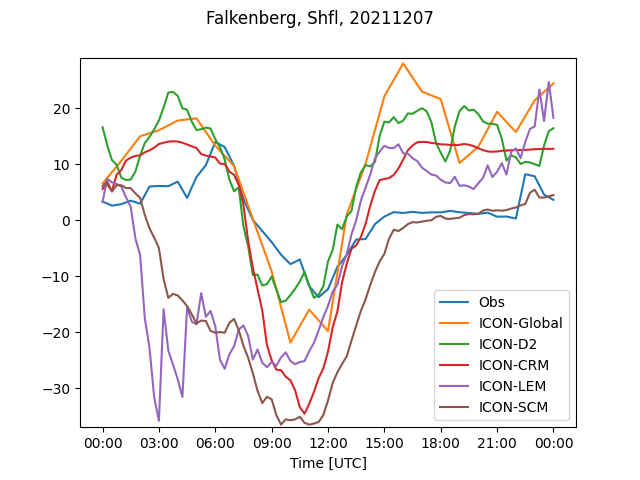 Falkenberg, Shfl, 20211207
20
10
0
−10
−20
−30
00:00 03:00 06:00 09:00 12:00 15:00 18:00 21:00 00:00
Time [UTC]
Obs
ICON-Global
ICON-D2
ICON-CRM
ICON-LEM
ICON-SCM